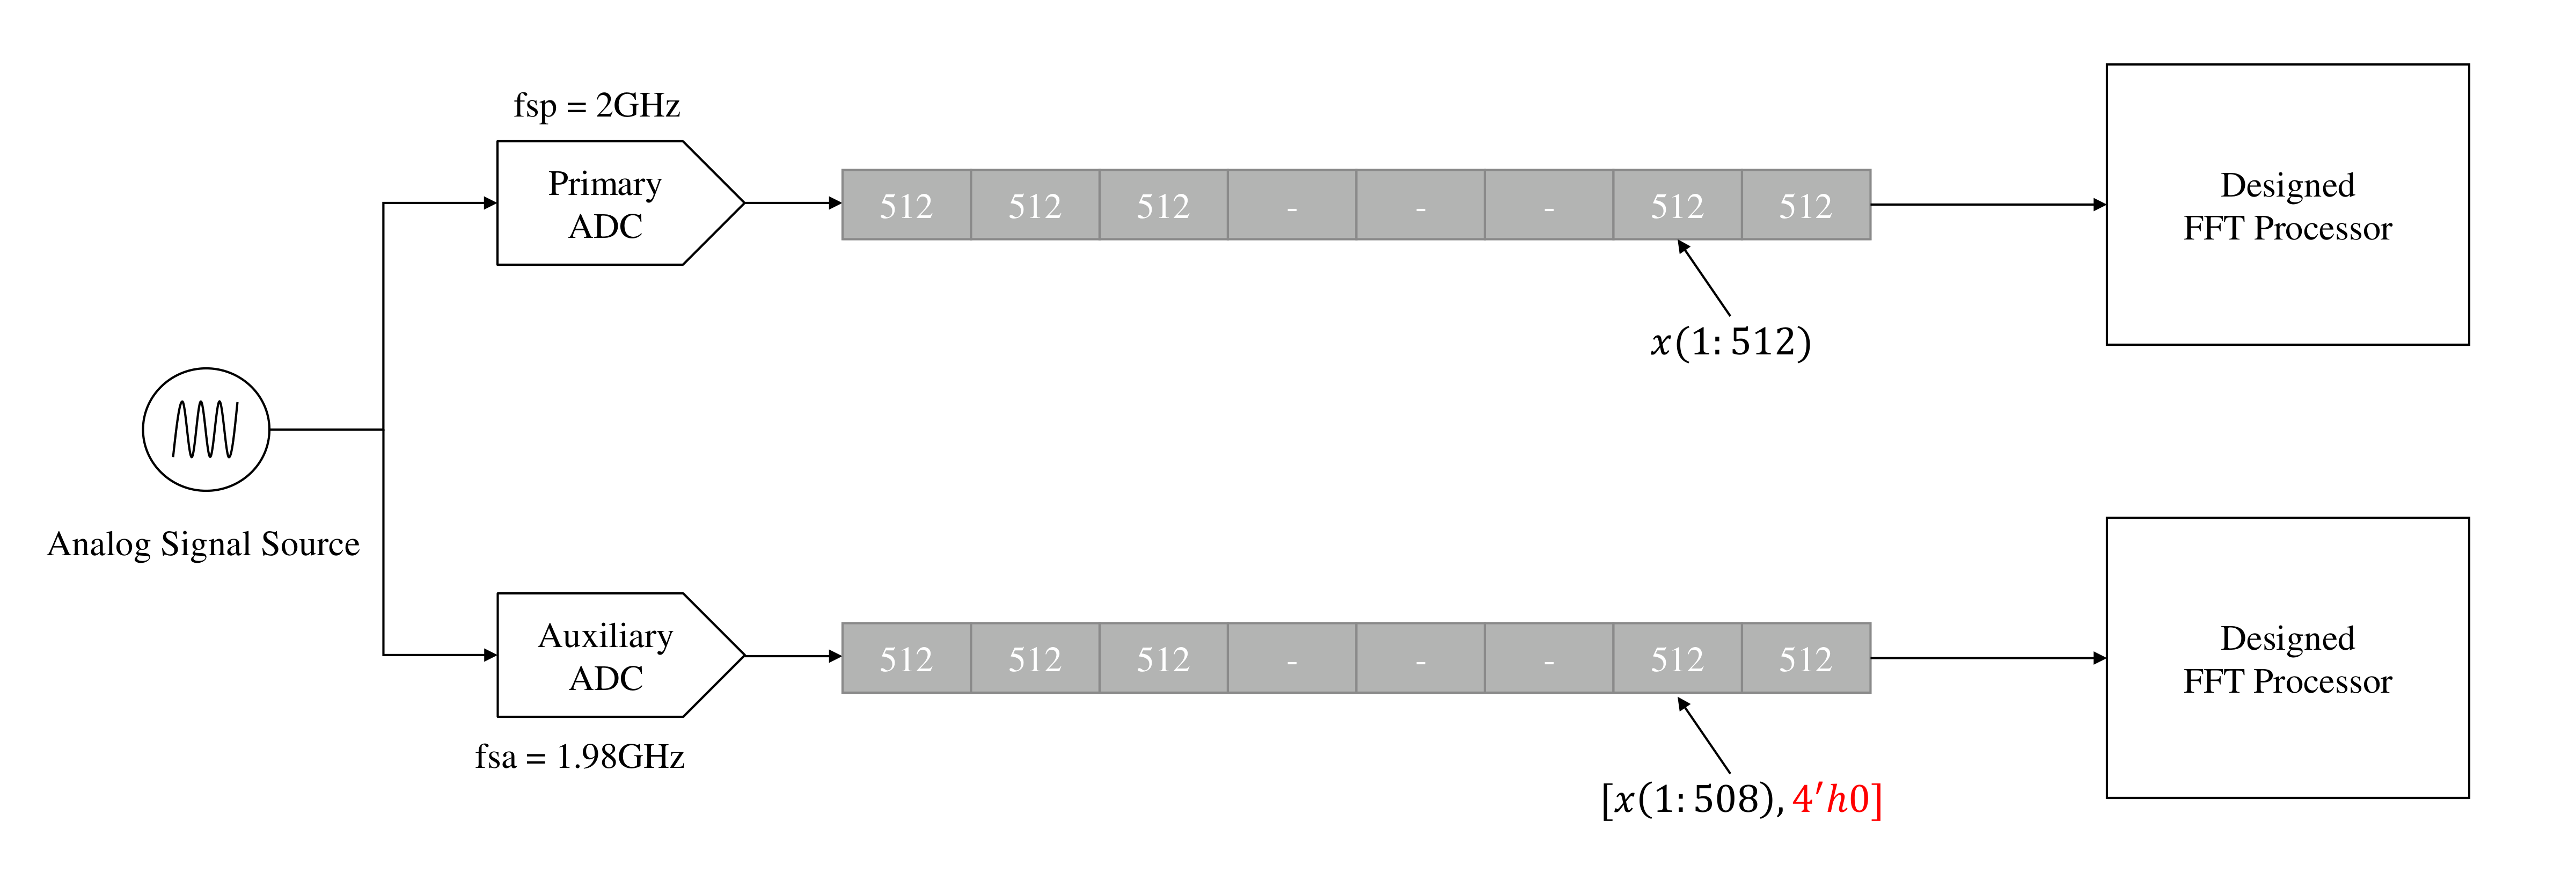 fsp = 2GHz
Primary
ADC
512 512 512 - - - 512 512
Designed
FFT Processor
x(1: 512)
Analog Signal Source
Auxiliary
ADC
512 512 512 - - - 512 512
Designed
FFT Processor
fsa = 1.98GHz
[x(1: 508), 4′h0]